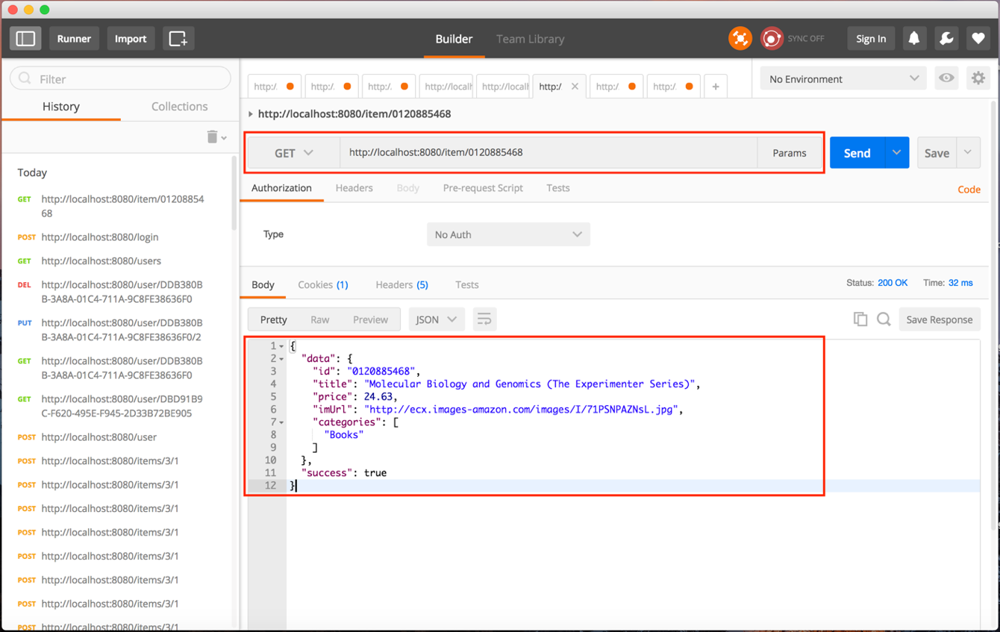 Runner
Import
Builder
Team Library
SYNC OFF
Sign In
Filter
History
Collections
Today
GET http://localhost:8080/item/01208854
68
POST http://localhost:8080/login
GET http://localhost:8080/users
DEL http://localhost:8080/user/DDB380B
B-3A8A-01C4-711A-9C8FE38636F0
PUT http://localhost:8080/user/DDB380B
B-3A8A-01C4-711A-9C8FE38636F0/2
GET http://localhost:8080/user/DDB380B
B-3A8A-01C4-711A-9C8FE38636F0
GET http://localhost:8080/user/DBD91B9
C-F620-495E-F945-2D33B72BE905
POST http://localhost:8080/user
POST http://localhost:8080/items/3/1
POST http://localhost:8080/items/3/1
POST http://localhost:8080/items/3/1
POST http://localhost:8080/items/3/1
POST http://localhost:8080/items/3/1
POST http://localhost:8080/items/3/1
POST http://localhost:8080/items/3/1
POST http://localhost:8080/items/3/1
http:/. http:/. http:/. http://locall http://locall http:/ × http:/ http:/. +
No Environment
http://localhost:8080/item/0120885468
GET http://localhost:8080/item/0120885468 Params Send Save
Authorization Headers Body Pre-request Script Tests Code
Type No Auth
Body Cookies (1) Headers (5) Tests Status: 200 OK Time: 32 ms
Pretty Raw Preview JSON Save Response
1 {
2 "data": {
3 "id": "0120885468",
4 "title": "Molecular Biology and Genomics (The Experimenter Series)",
5 "price": 24.63,
6 "imUrl": "http://ecx.images-amazon.com/images/I/71PSNPAZNsL.jpg",
7 "categories": [
8 "Books"
9 ]
10 },
11 "success": true
12 }